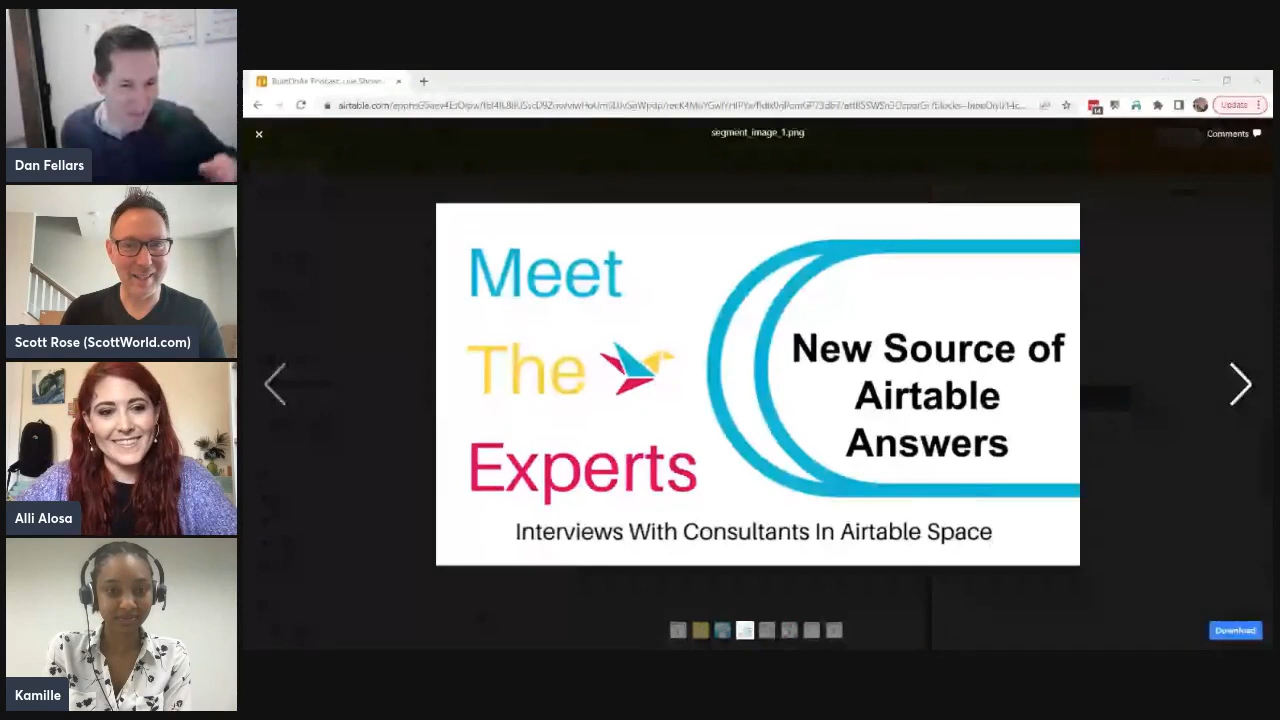 Dan Fellars
Scott Rose (ScottWorld.com)
Alli Alosa
Kamille
Update
segment_image_1.png
Comments
Meet
The
Experts
New Source of
Airtable
Answers
Interviews With Consultants In Airtable Space
Download